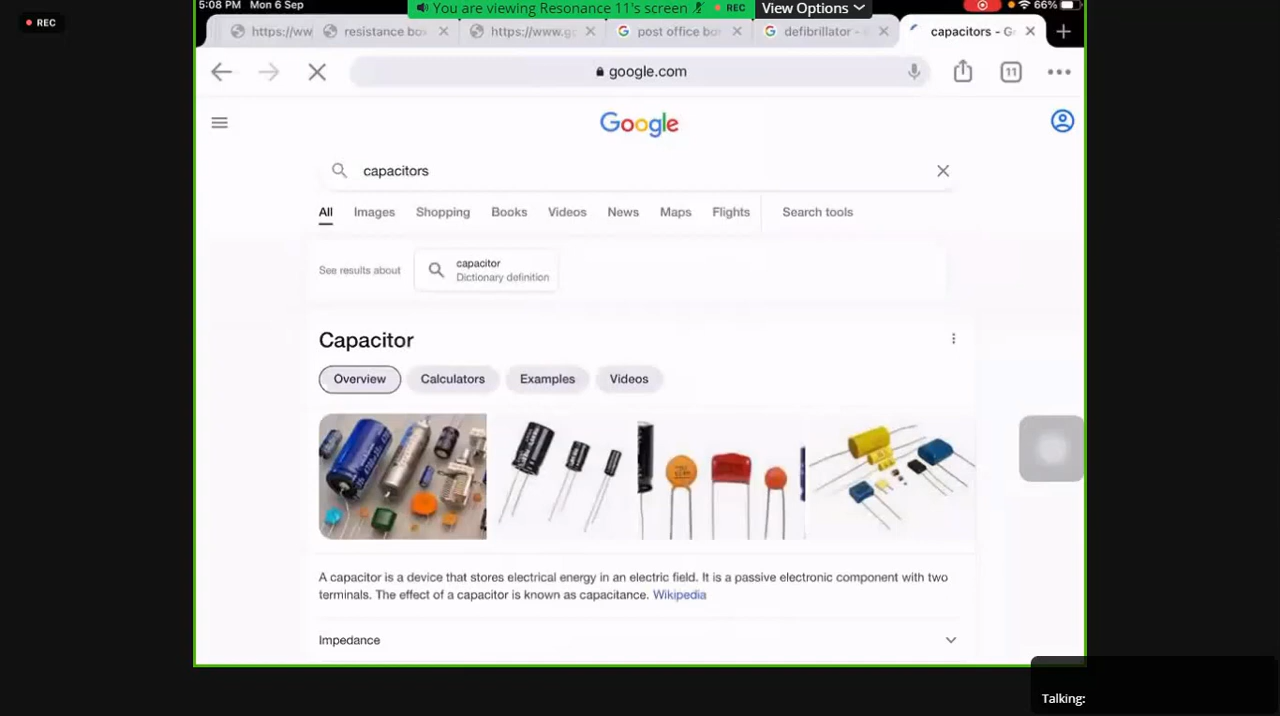 REC
5:08 PM Mon 6 Sep
You are viewing Resonance 11's screen
REC
View Options
66%
https://ww
resistance box
https://www.go
post office bo
defibrillator -
capacitors - G
google.com
11
Google
capacitors
All Images Shopping Books Videos News Maps Flights Search tools
See results about
capacitor
Dictionary definition
Capacitor
Overview Calculators Examples Videos
A capacitor is a device that stores electrical energy in an electric field. It is a passive electronic component with two
terminals. The effect of a capacitor is known as capacitance. Wikipedia
Impedance
Talking: